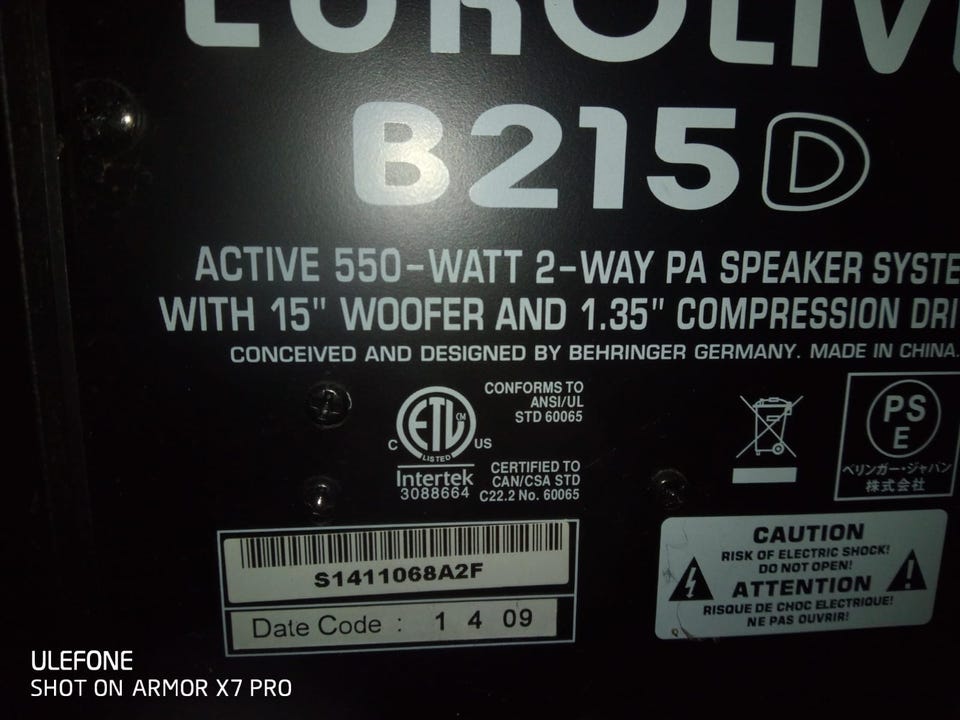 EUROLIV
B215D
ACTIVE 550-WATT 2-WAY PA SPEAKER SYSTE
WITH 15" WOOFER AND 1.35" COMPRESSION DRI
CONCEIVED AND DESIGNED BY BEHRINGER GERMANY. MADE IN CHINA.
CONFORMS TO
ANSI/UL
STD 60065
ETL CM
LISTED
C US
Intertek
3088664
CERTIFIED TO
CAN/CSA STD
C22.2 No. 60065
PS
E
ベリンガー・ジャパン
株式会社
S1411068A2F
Date Code : 1 4 09
CAUTION
RISK OF ELECTRIC SHOCK!
DO NOT OPEN!
ATTENTION
RISQUE DE CHOC ELECTRIQUE!
NE PAS OUVRIR!
ULEFONE
SHOT ON ARMOR X7 PRO